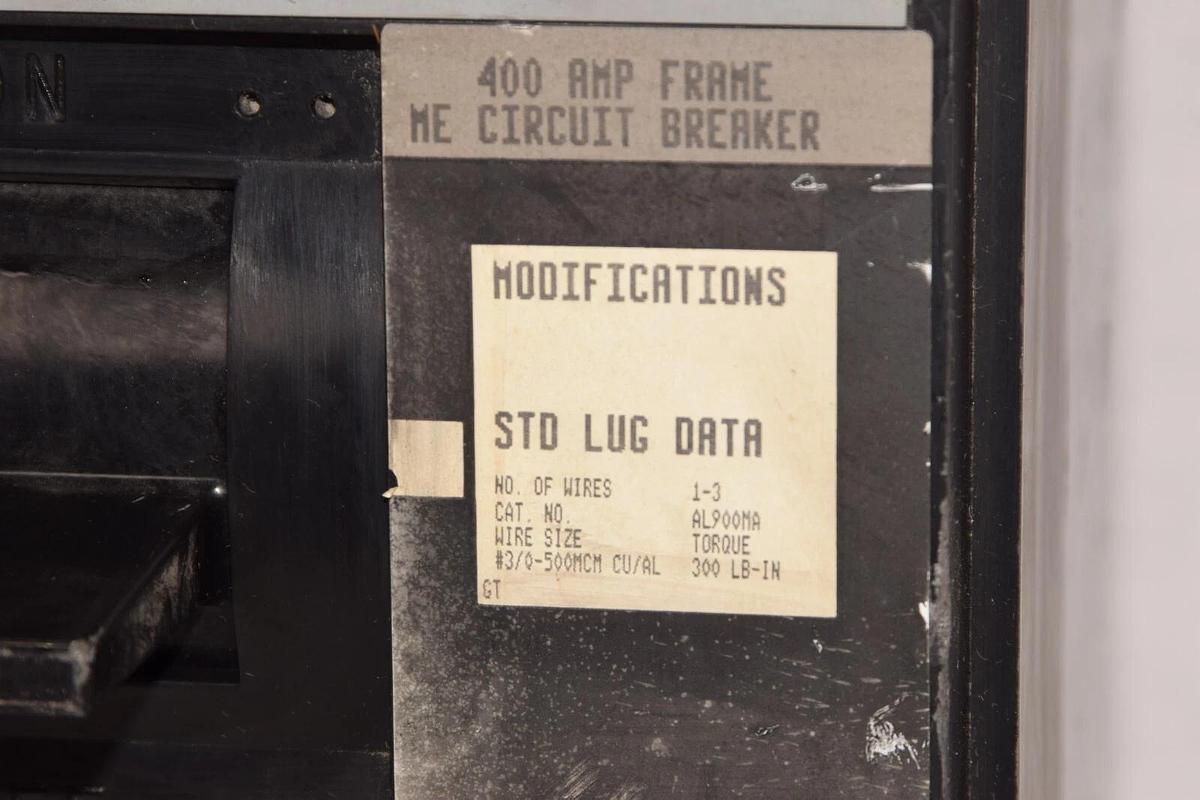 ON
400 AMP FRAME
ME CIRCUIT BREAKER
MODIFICATIONS
STD LUG DATA
NO. OF WIRES 1-3
CAT. NO. AL900MA
WIRE SIZE TORQUE
#3/0-500MCM CU/AL 300 LB-IN
GT